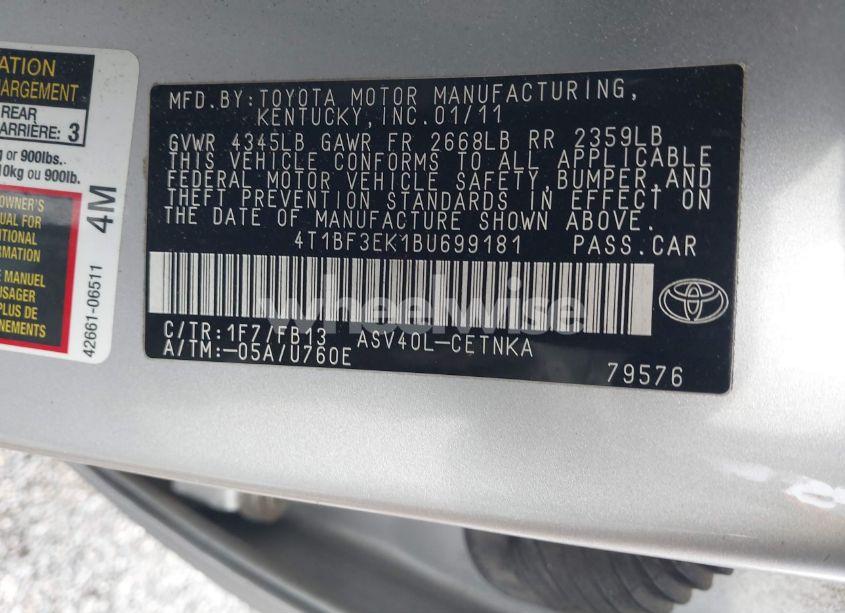 ATION
HARGEMENT
REAR
ARRIÈRE: 3
g or 900lbs.
10kg ou 900lb.
OWNER'S
UAL FOR
TIONAL
RMATION
E MANUEL
USAGER
PLUS DE
NEMENTS
4M
42661-06511
MFD.BY:TOYOTA MOTOR MANUFACTURING,
KENTUCKY,INC.01/11
GVWR 4345LB GAWR FR 2668LB RR 2359LB
THIS VEHICLE CONFORMS TO ALL APPLICABLE
FEDERAL MOTOR VEHICLE SAFETY,BUMPER,AND
THEFT PREVENTION STANDARDS IN EFFECT ON
THE DATE OF MANUFACTURE SHOWN ABOVE.
4T1BF3EK1BU699181 PASS.CAR
wheelwise
C/TR:1F7/FB13 ASV40L-CETNKA
A/TM:-05A/U760E
79576